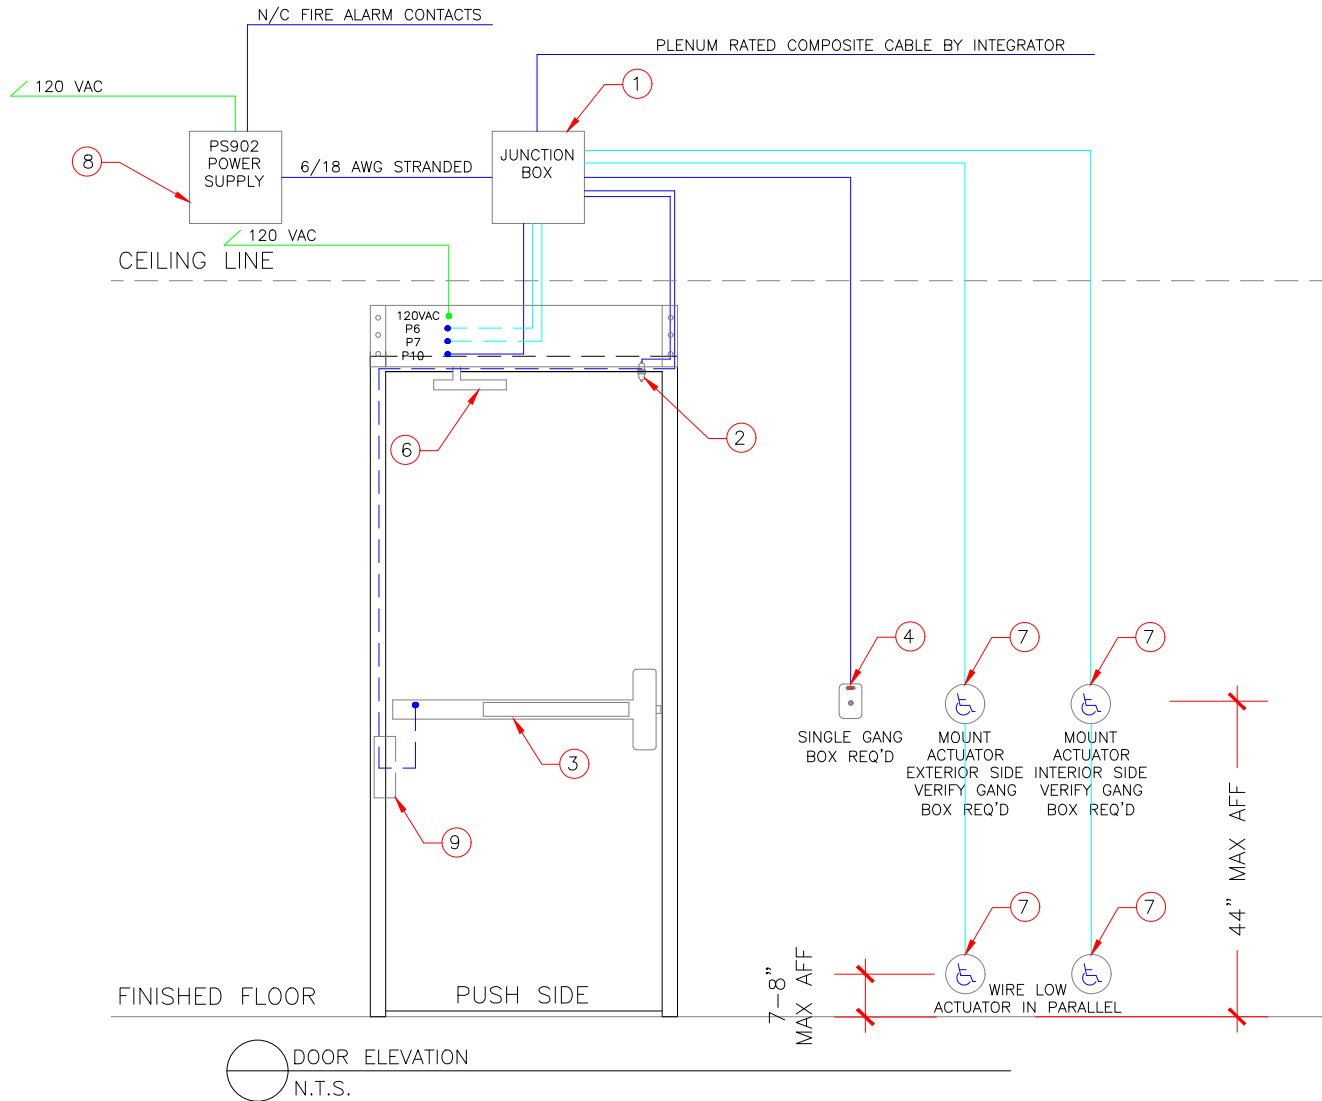 N/C FIRE ALARM CONTACTS
PLENUM RATED COMPOSITE CABLE BY INTEGRATOR
120 VAC
1
PS902
POWER
SUPPLY
8
6/18 AWG STRANDED
JUNCTION
BOX
120 VAC
CEILING LINE
120VAC
P6
P7
P10
6
2
4
7
7
SINGLE GANG
BOX REQ'D
MOUNT
ACTUATOR
EXTERIOR SIDE
VERIFY GANG
BOX REQ'D
MOUNT
ACTUATOR
INTERIOR SIDE
VERIFY GANG
BOX REQ'D
3
9
44" MAX AFF
7
7
7-8"
MAX AFF
WIRE LOW
ACTUATOR IN PARALLEL
FINISHED FLOOR
PUSH SIDE
DOOR ELEVATION
N.T.S.